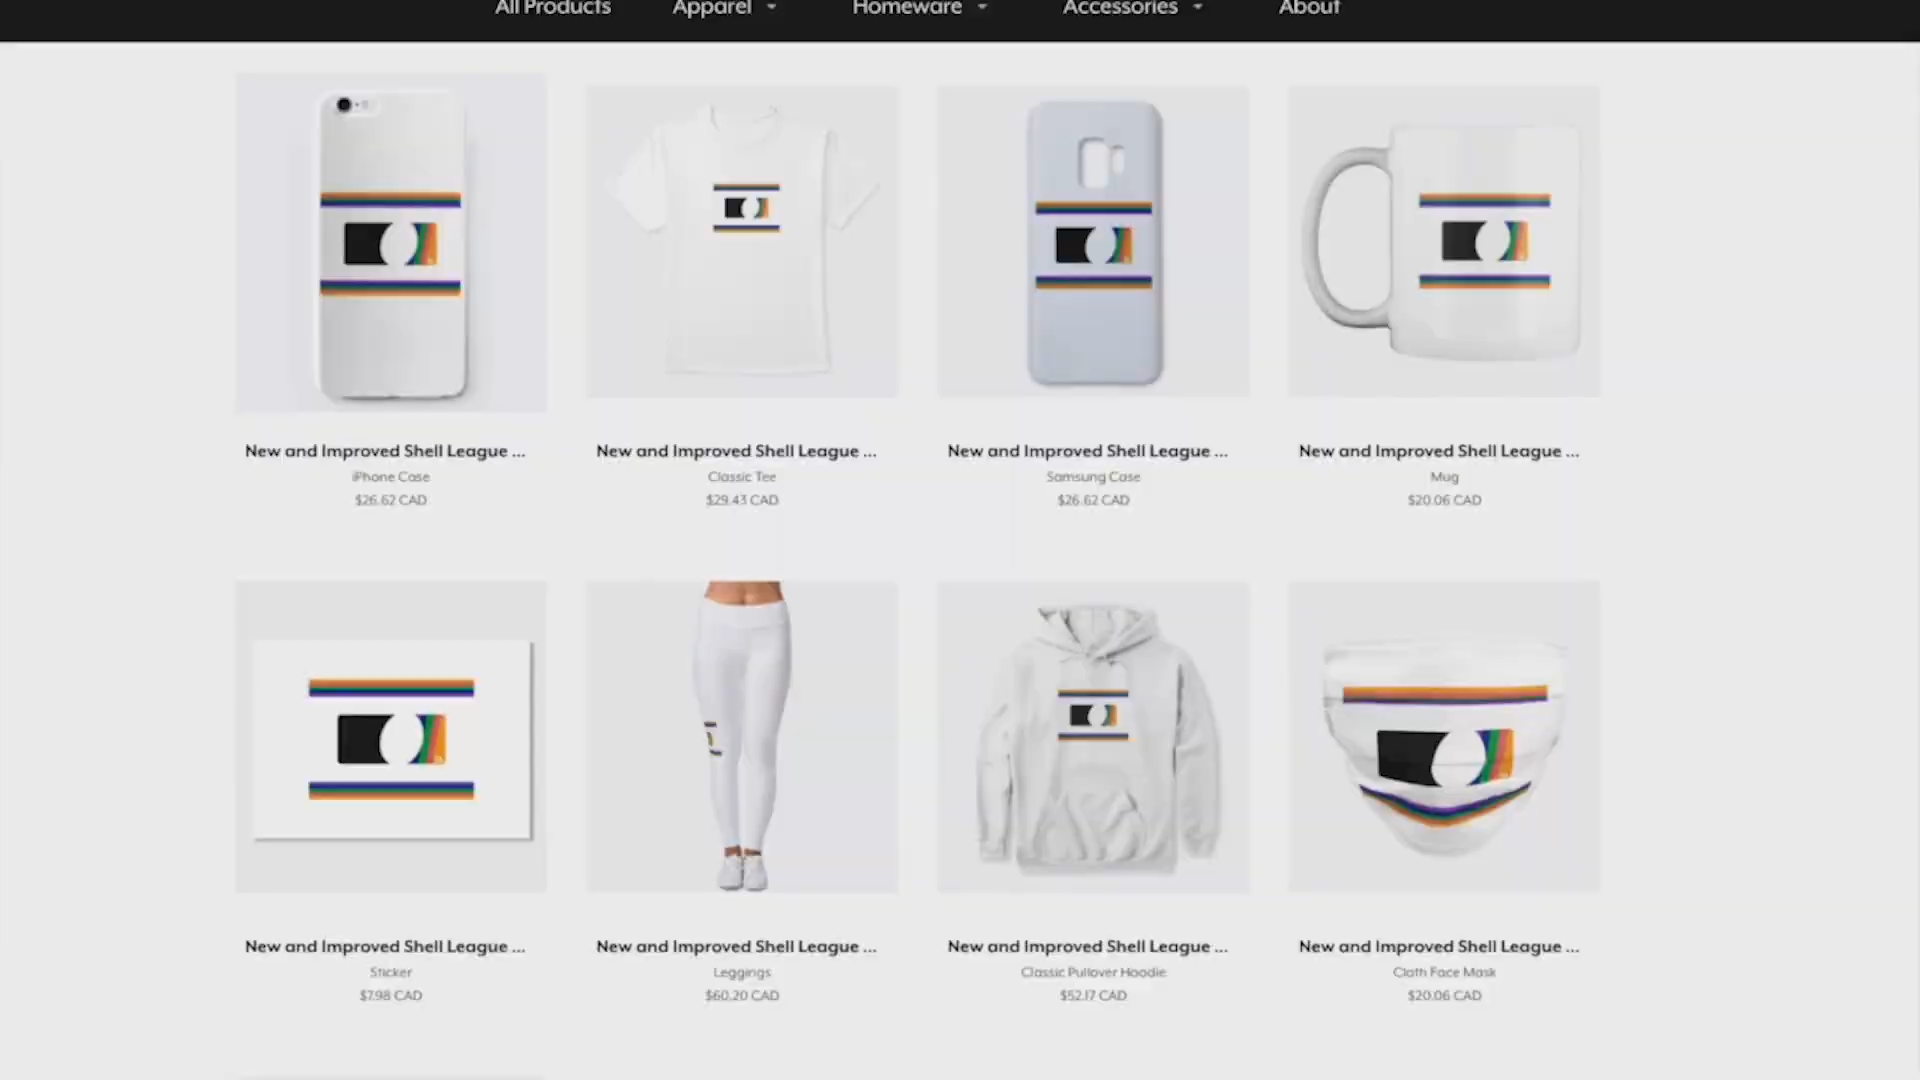 All Products Apparel Homeware Accessories About
New and Improved Shell League ... New and Improved Shell League ... New and Improved Shell League ... New and Improved Shell League ...
iPhone Case Classic Tee Samsung Case Mug
$26.62 CAD $29.43 CAD $26.62 CAD $20.06 CAD
New and Improved Shell League ... New and Improved Shell League ... New and Improved Shell League ... New and Improved Shell League ...
Sticker Leggings Classic Pullover Hoodie Cloth Face Mask
$7.98 CAD $60.20 CAD $52.17 CAD $20.06 CAD